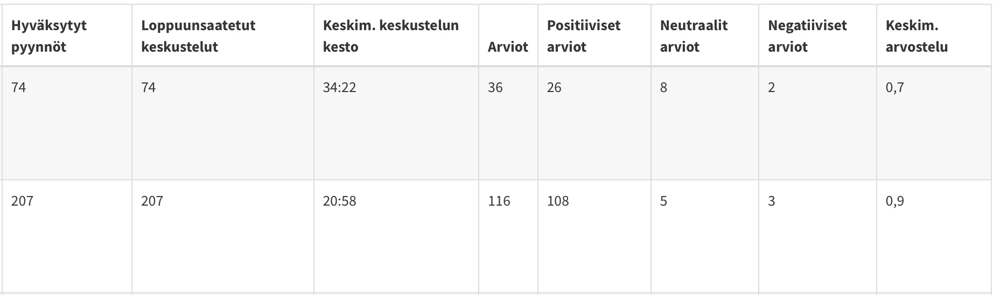 Hyväksytyt pyynnöt
Loppuunsaatetut keskustelut
Keskim. keskustelun kesto
Arviot
Positiiviset arviot
Neutraalit arviot
Negatiiviset arviot
Keskim. arvostelu
74 74 34:22 36 26 8 2 0,7
207 207 20:58 116 108 5 3 0,9